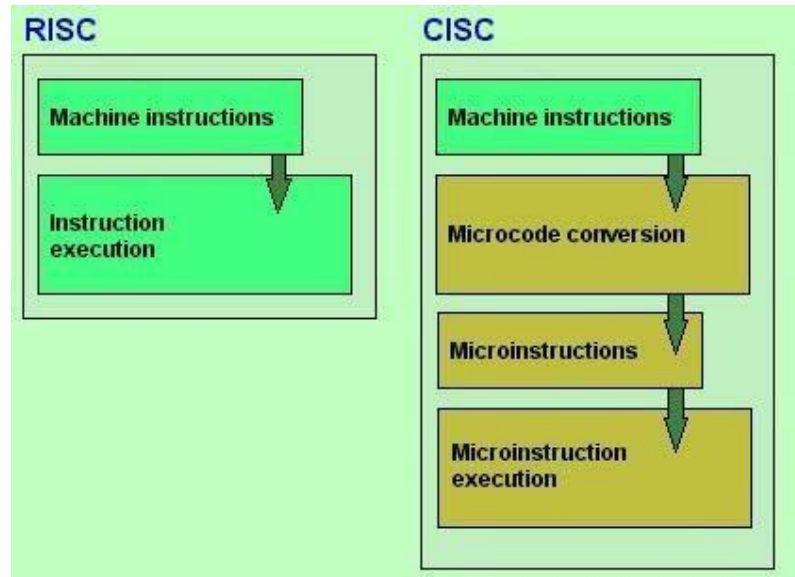 RISC
Machine instructions
Instruction
execution
CISC
Machine instructions
Microcode conversion
Microinstructions
Microinstruction
execution